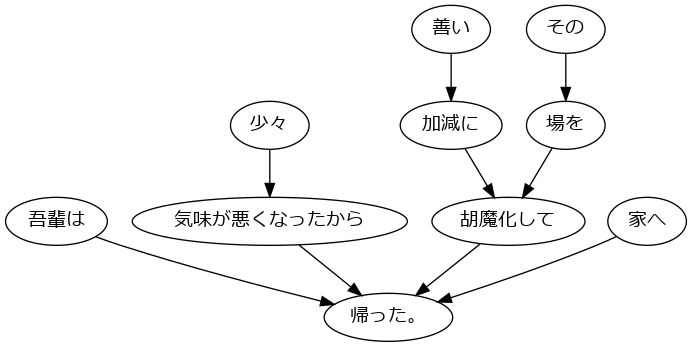 善い
その
少々
加減に
場を
吾輩は
気味が悪くなったから
胡魔化して
家へ
帰った。